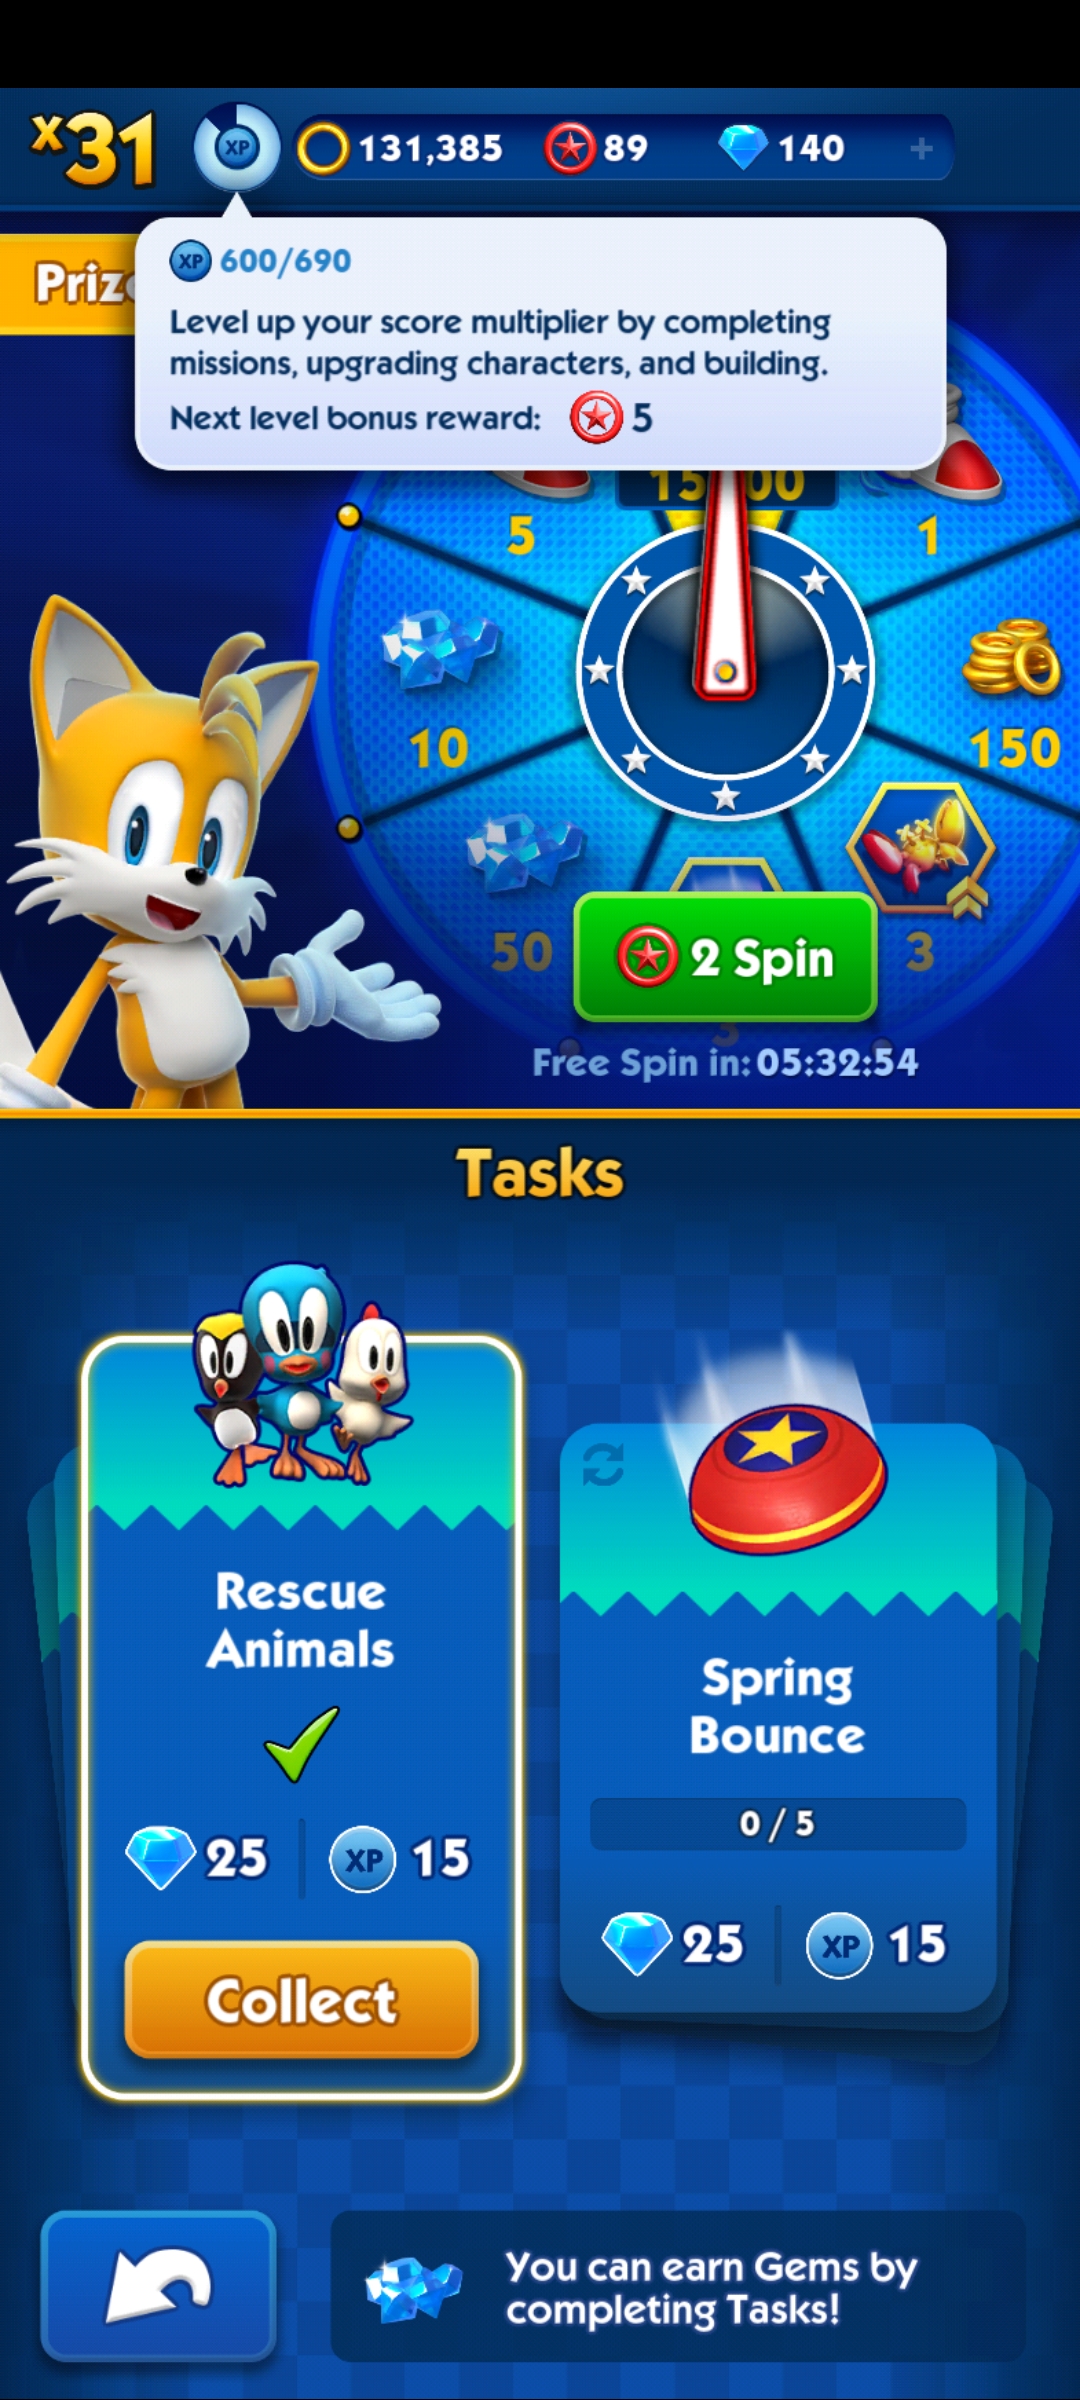 x31
XP
131,385
89
140
+
Prize
XP 600/690
Level up your score multiplier by completing
missions, upgrading characters, and building.
Next level bonus reward: 5
5
1
10
150
50
2 Spin
3
3
Free Spin in: 05:32:54
Tasks
Rescue
Animals
25
XP 15
Collect
Spring
Bounce
0 / 5
25
XP 15
You can earn Gems by
completing Tasks!